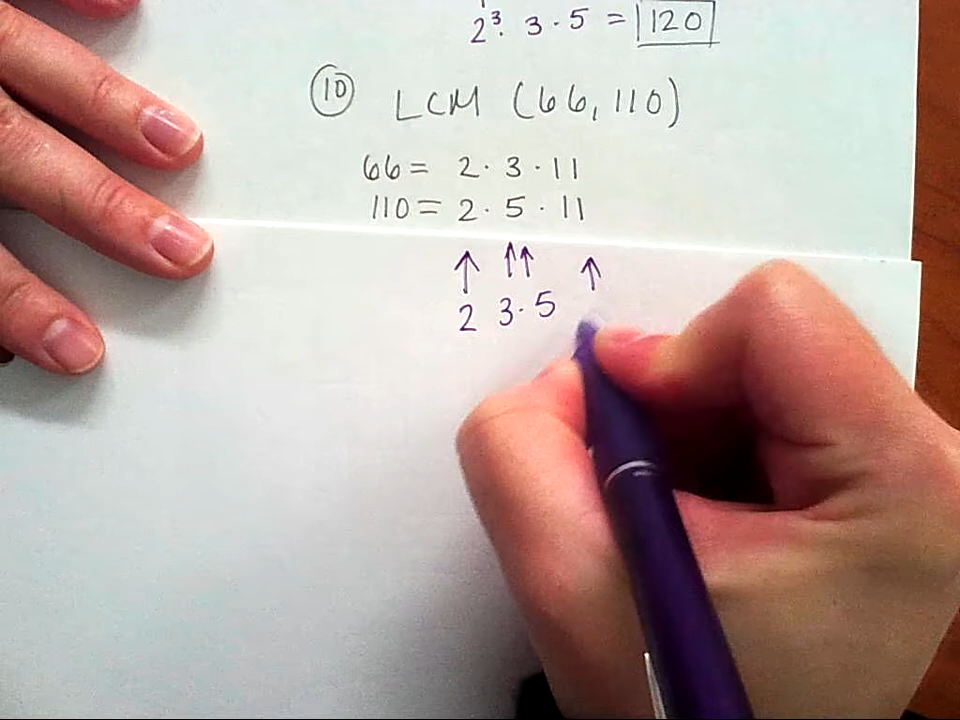 2³· 3 · 5 = 120
10 LCM (66, 110)
66 = 2 · 3 · 11
110 = 2 · 5 · 11
↑ ↑↑ ↑
2 3 · 5